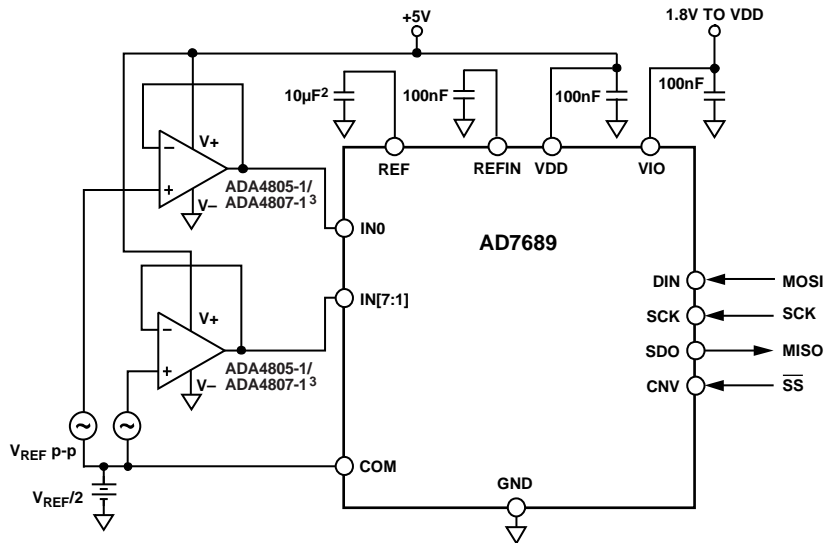 +5V
1.8V TO VDD
10µF2
100nF
100nF
100nF
V+
REF
REFIN
VDD
VIO
−
+
ADA4805-1/
ADA4807-13
V−
IN0
AD7689
IN[7:1]
DIN
MOSI
V+
SCK
SCK
−
SDO
MISO
+
ADA4805-1/
ADA4807-13
V−
CNV
SS
~
~
VREF p-p
COM
VREF/2
GND